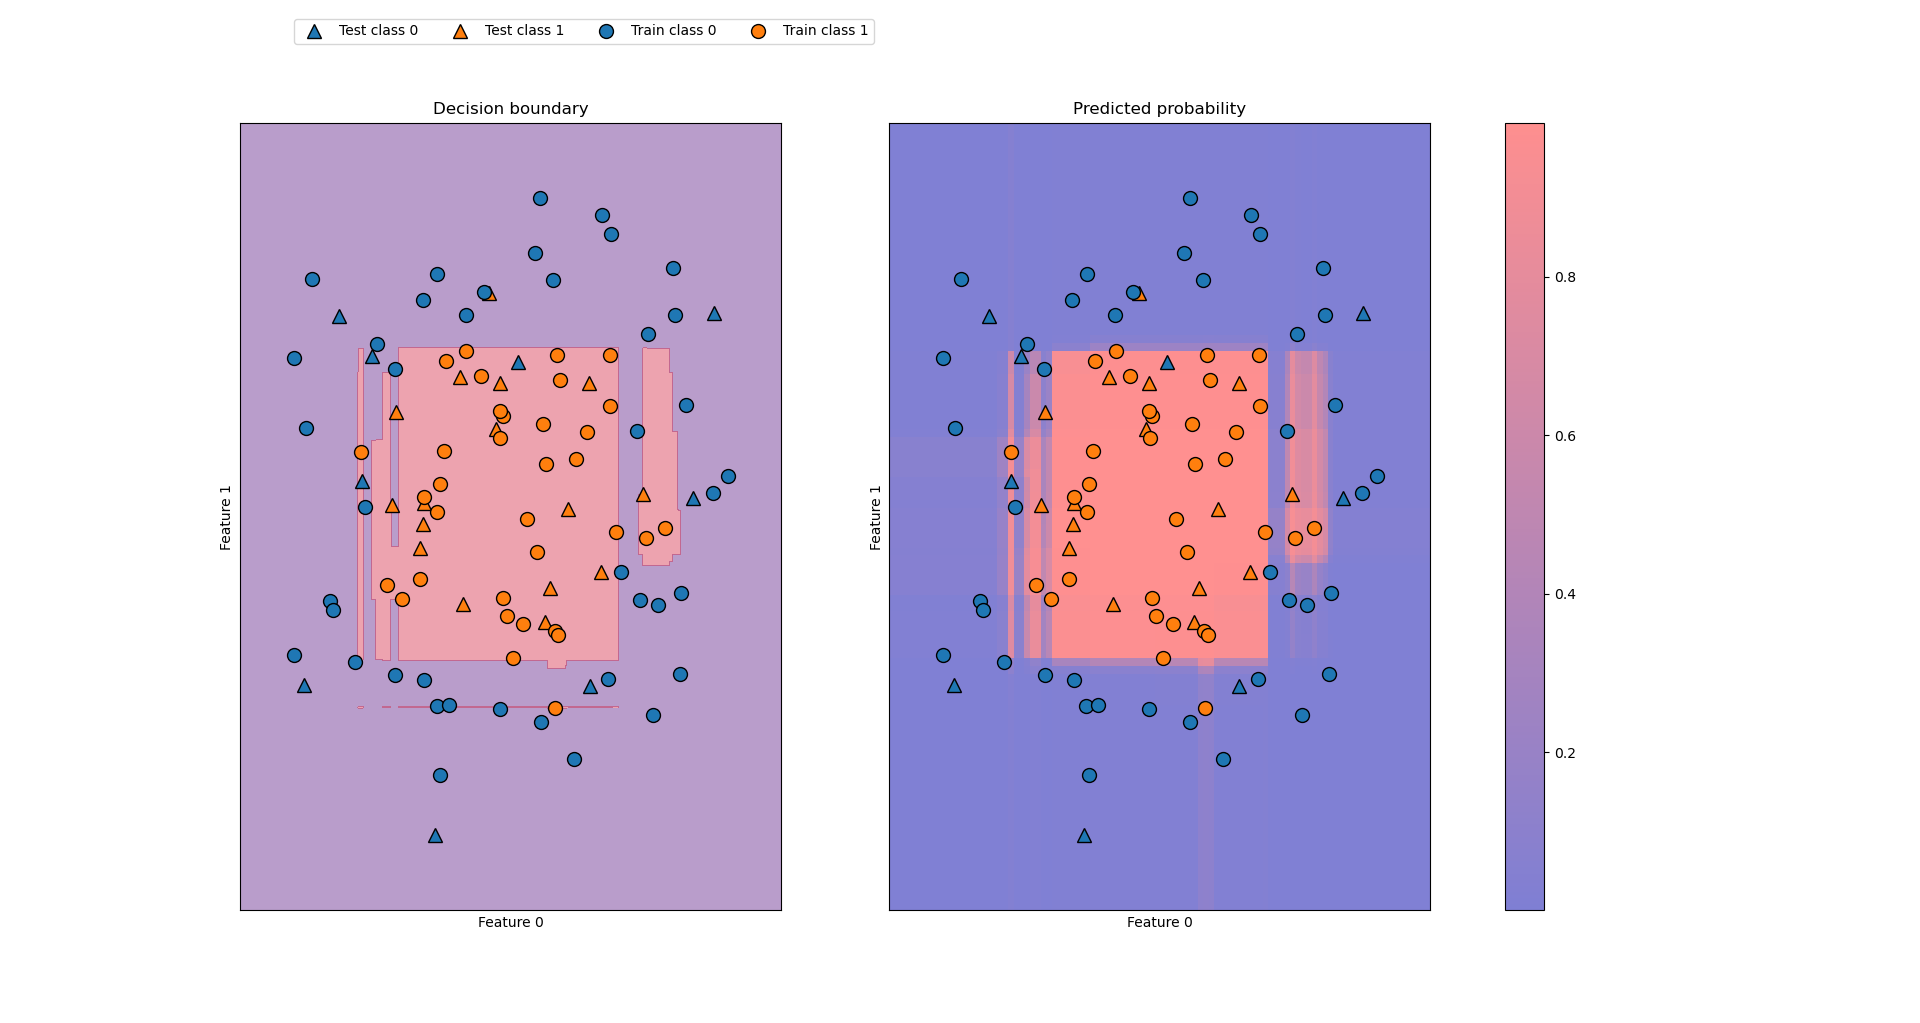 Test class 0 Test class 1 Train class 0 Train class 1
Decision boundary
Predicted probability
Feature 1
Feature 0
Feature 1
Feature 0
0.8
0.6
0.4
0.2